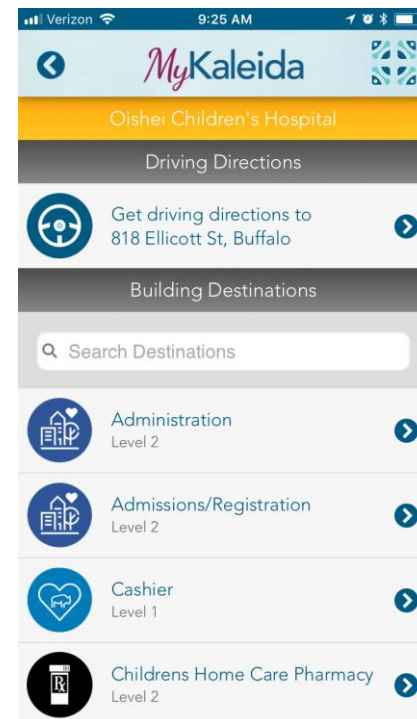 Verizon 9:25 AM
MyKaleida
Oishei Children's Hospital
Driving Directions
Get driving directions to
818 Ellicott St, Buffalo
Building Destinations
Search Destinations
Administration
Level 2
Admissions/Registration
Level 2
Cashier
Level 1
Rx
Childrens Home Care Pharmacy
Level 2